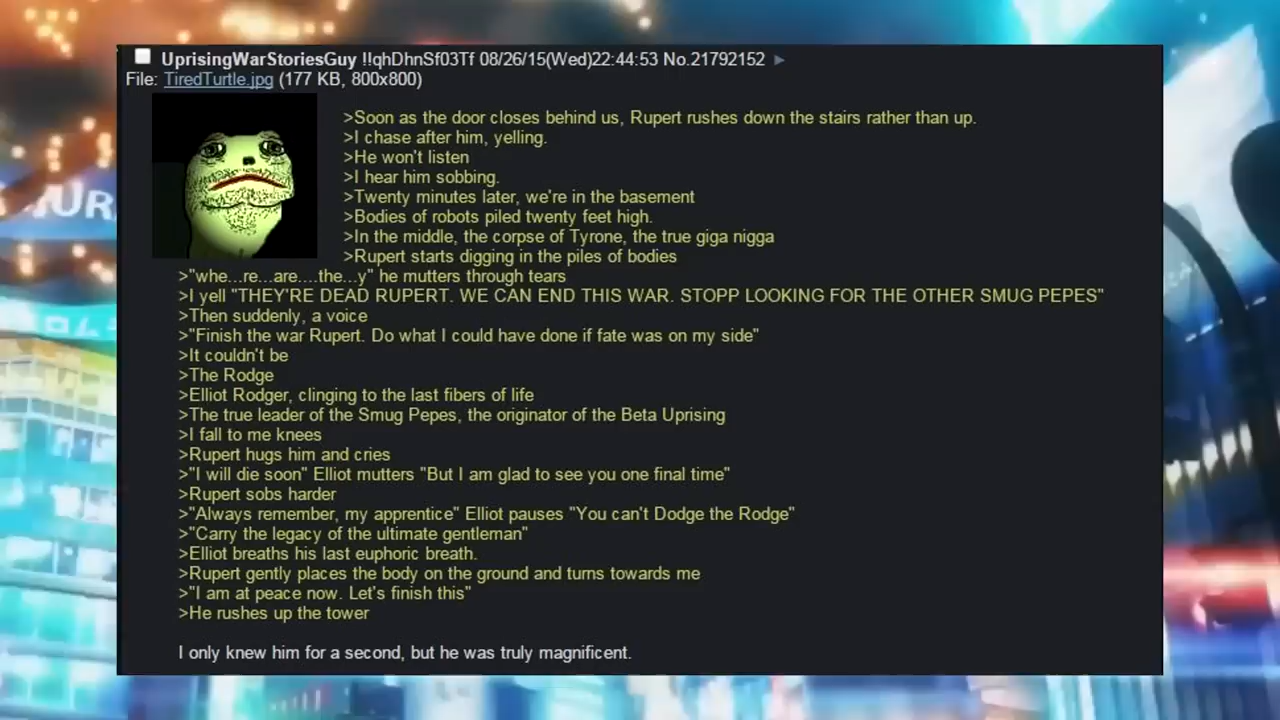 UprisingWarStoriesGuy !!qhDhnSf03Tf 08/26/15(Wed)22:44:53 No.21792152 ▶
File: TiredTurtle.jpg (177 KB, 800x800)
>Soon as the door closes behind us, Rupert rushes down the stairs rather than up.
>I chase after him, yelling.
>He won't listen
>I hear him sobbing.
>Twenty minutes later, we're in the basement
>Bodies of robots piled twenty feet high.
>In the middle, the corpse of Tyrone, the true giga nigga
>Rupert starts digging in the piles of bodies
>"whe...re...are....the...y" he mutters through tears
>I yell "THEY'RE DEAD RUPERT. WE CAN END THIS WAR. STOPP LOOKING FOR THE OTHER SMUG PEPES"
>Then suddenly, a voice
>"Finish the war Rupert. Do what I could have done if fate was on my side"
>It couldn't be
>The Rodge
>Elliot Rodger, clinging to the last fibers of life
>The true leader of the Smug Pepes, the originator of the Beta Uprising
>I fall to me knees
>Rupert hugs him and cries
>"I will die soon" Elliot mutters "But I am glad to see you one final time"
>Rupert sobs harder
>"Always remember, my apprentice" Elliot pauses "You can't Dodge the Rodge"
>"Carry the legacy of the ultimate gentleman"
>Elliot breaths his last euphoric breath.
>Rupert gently places the body on the ground and turns towards me
>"I am at peace now. Let's finish this"
>He rushes up the tower
I only knew him for a second, but he was truly magnificent.